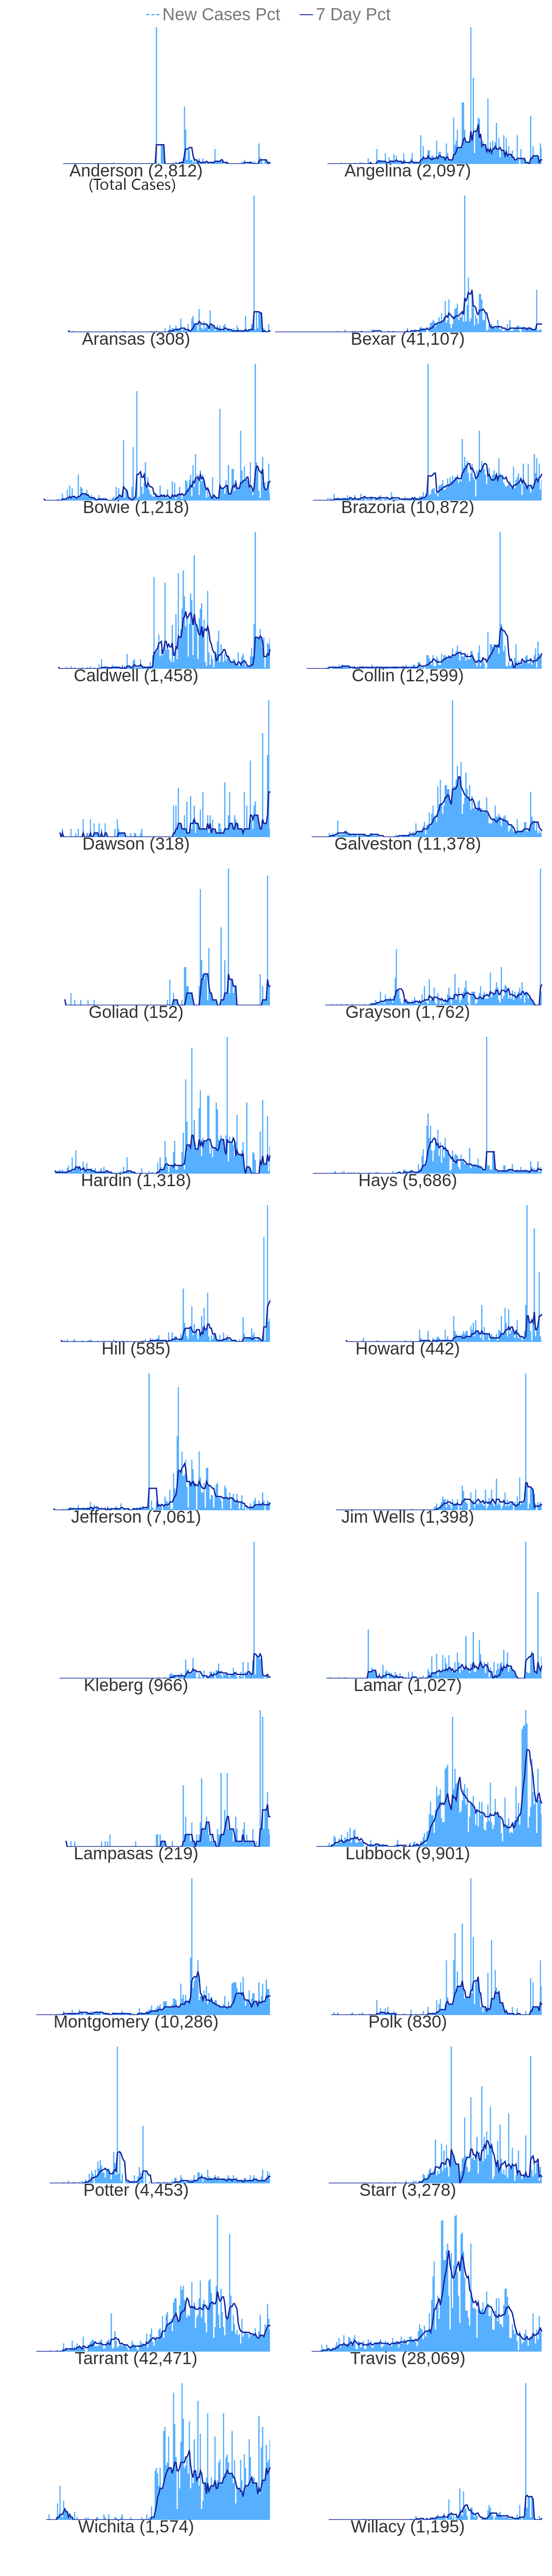 New Cases Pct 7 Day Pct
Anderson (2,812) Angelina (2,097)
(Total Cases)
Aransas (308) Bexar (41,107)
Bowie (1,218) Brazoria (10,872)
Caldwell (1,458) Collin (12,599)
Dawson (318) Galveston (11,378)
Goliad (152) Grayson (1,762)
Hardin (1,318) Hays (5,686)
Hill (585) Howard (442)
Jefferson (7,061) Jim Wells (1,398)
Kleberg (966) Lamar (1,027)
Lampasas (219) Lubbock (9,901)
Montgomery (10,286) Polk (830)
Potter (4,453) Starr (3,278)
Tarrant (42,471) Travis (28,069)
Wichita (1,574) Willacy (1,195)